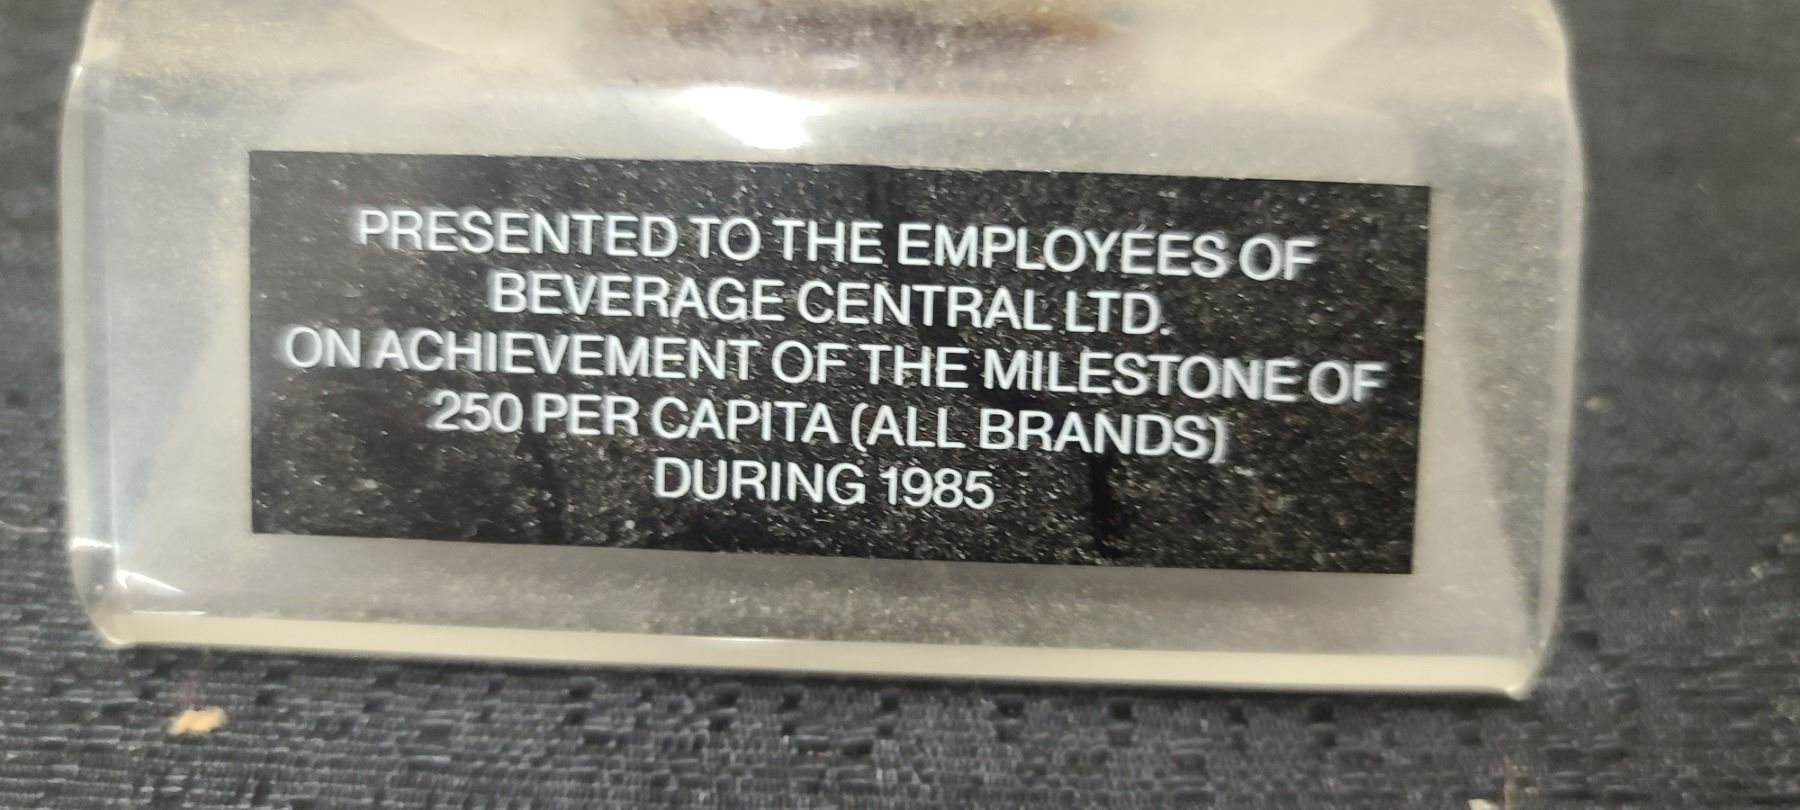 PRESENTED TO THE EMPLOYEES OF
BEVERAGE CENTRAL LTD.
ON ACHIEVEMENT OF THE MILESTONE OF
250 PER CAPITA (ALL BRANDS)
DURING 1985